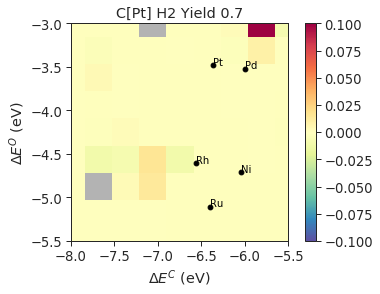 C[Pt] H2 Yield 0.7
−3.0
−3.5
−4.0
−4.5
−5.0
−5.5
ΔE^O (eV)
Pt
Pd
Rh
Ni
Ru
−8.0 −7.5 −7.0 −6.5 −6.0 −5.5
ΔE^C (eV)
0.100
0.075
0.050
0.025
0.000
−0.025
−0.050
−0.075
−0.100